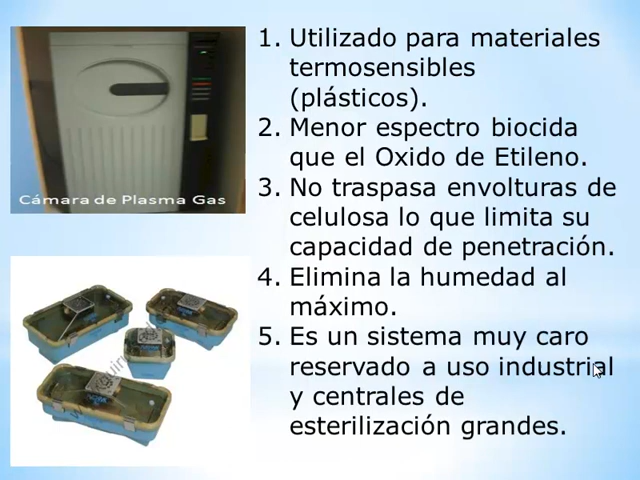 Cámara de Plasma Gas
1. Utilizado para materiales
termosensibles
(plásticos).
2. Menor espectro biocida
que el Oxido de Etileno.
3. No traspasa envolturas de
celulosa lo que limita su
capacidad de penetración.
4. Elimina la humedad al
máximo.
5. Es un sistema muy caro
reservado a uso industrial
y centrales de
esterilización grandes.